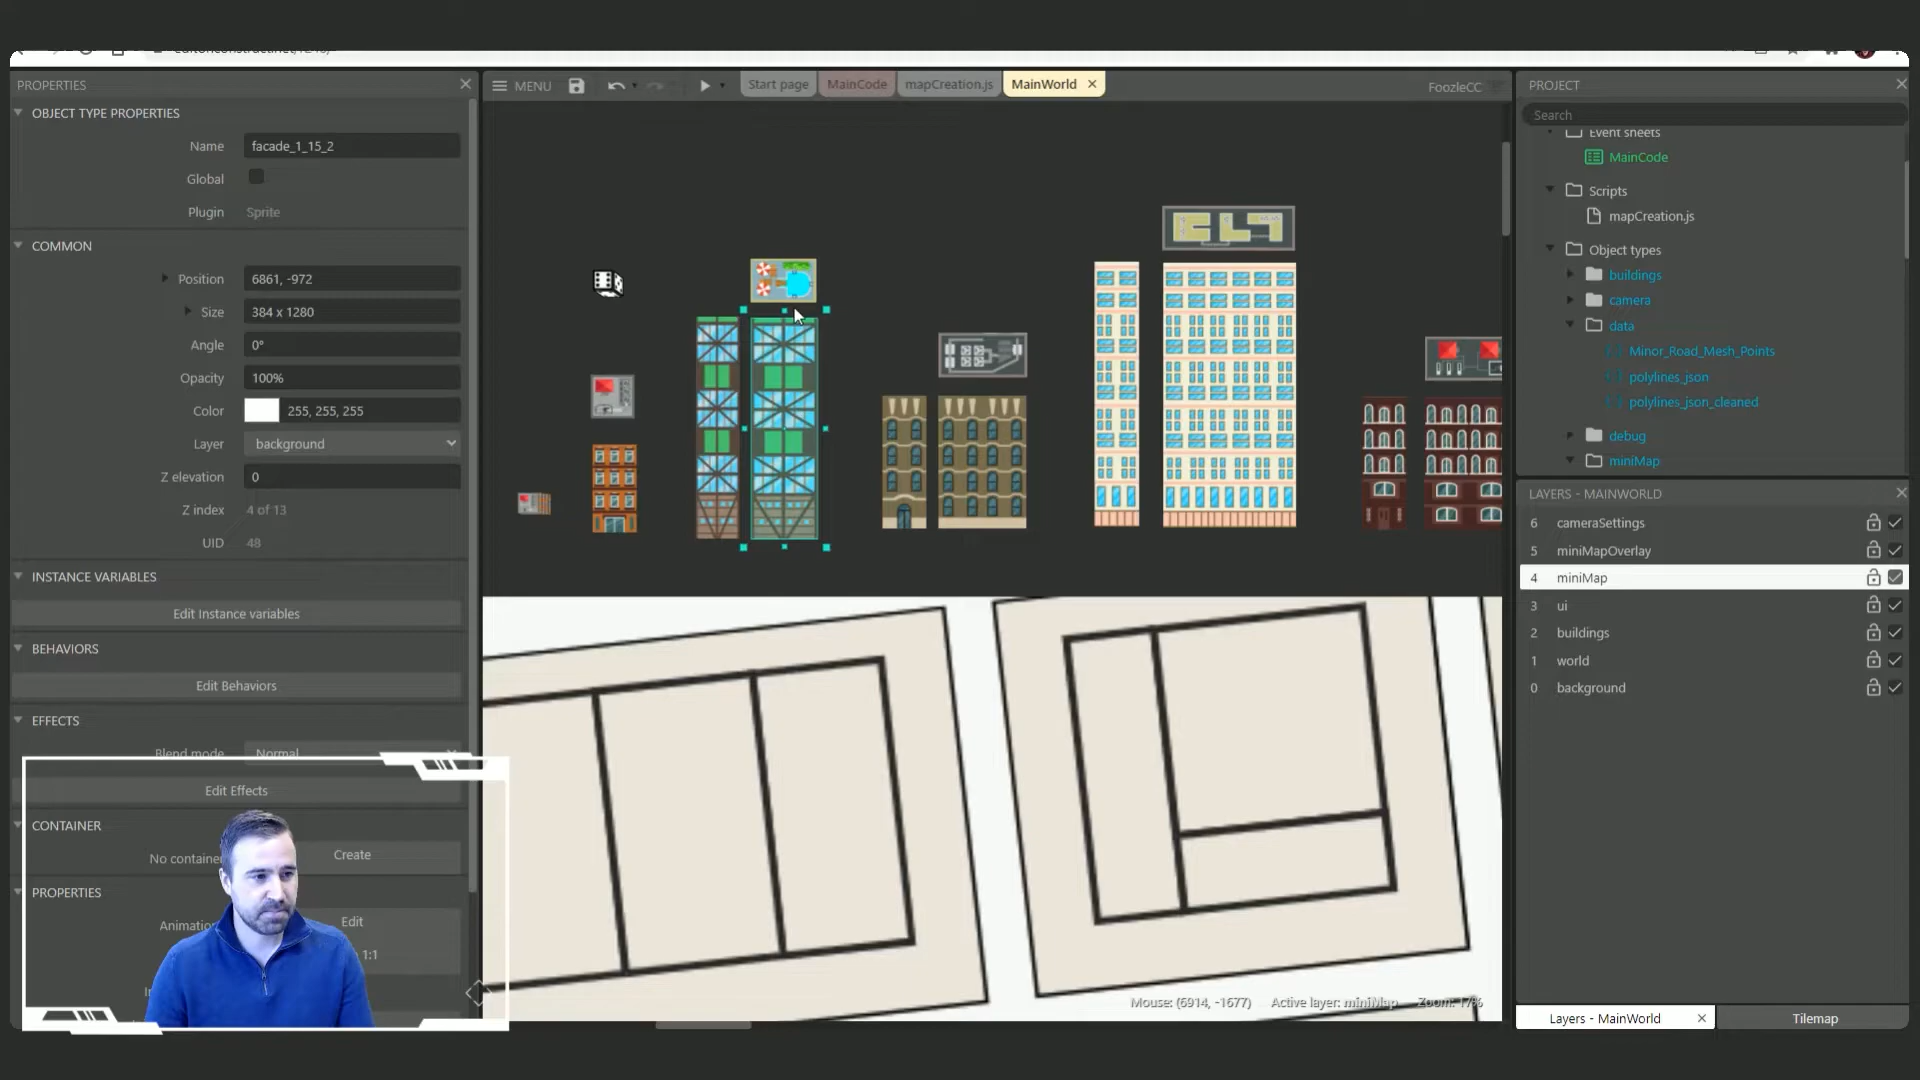 PROPERTIES
OBJECT TYPE PROPERTIES
Name facade_1_15_2
Global
Plugin Sprite
COMMON
Position 6861, -972
Size 384 x 1280
Angle 0°
Opacity 100%
Color 255, 255, 255
Layer background
Z elevation 0
Z index 4 of 13
UID 48
INSTANCE VARIABLES
Edit Instance variables
BEHAVIORS
Edit Behaviors
EFFECTS
Blend mode Normal
Edit Effects
CONTAINER
No container Create
PROPERTIES
Edit
1:1
MENU
Start page
MainCode
mapCreation.js
MainWorld
FoozleCC
Mouse: (6914, -1677) Active layer: miniMap Zoom: 17%
PROJECT
Search
Event sheets
MainCode
Scripts
mapCreation.js
Object types
buildings
camera
data
Minor_Road_Mesh_Points
polylines_json
polylines_json_cleaned
debug
miniMap
LAYERS - MAINWORLD
6 cameraSettings
5 miniMapOverlay
4 miniMap
3 ui
2 buildings
1 world
0 background
Layers - MainWorld
Tilemap